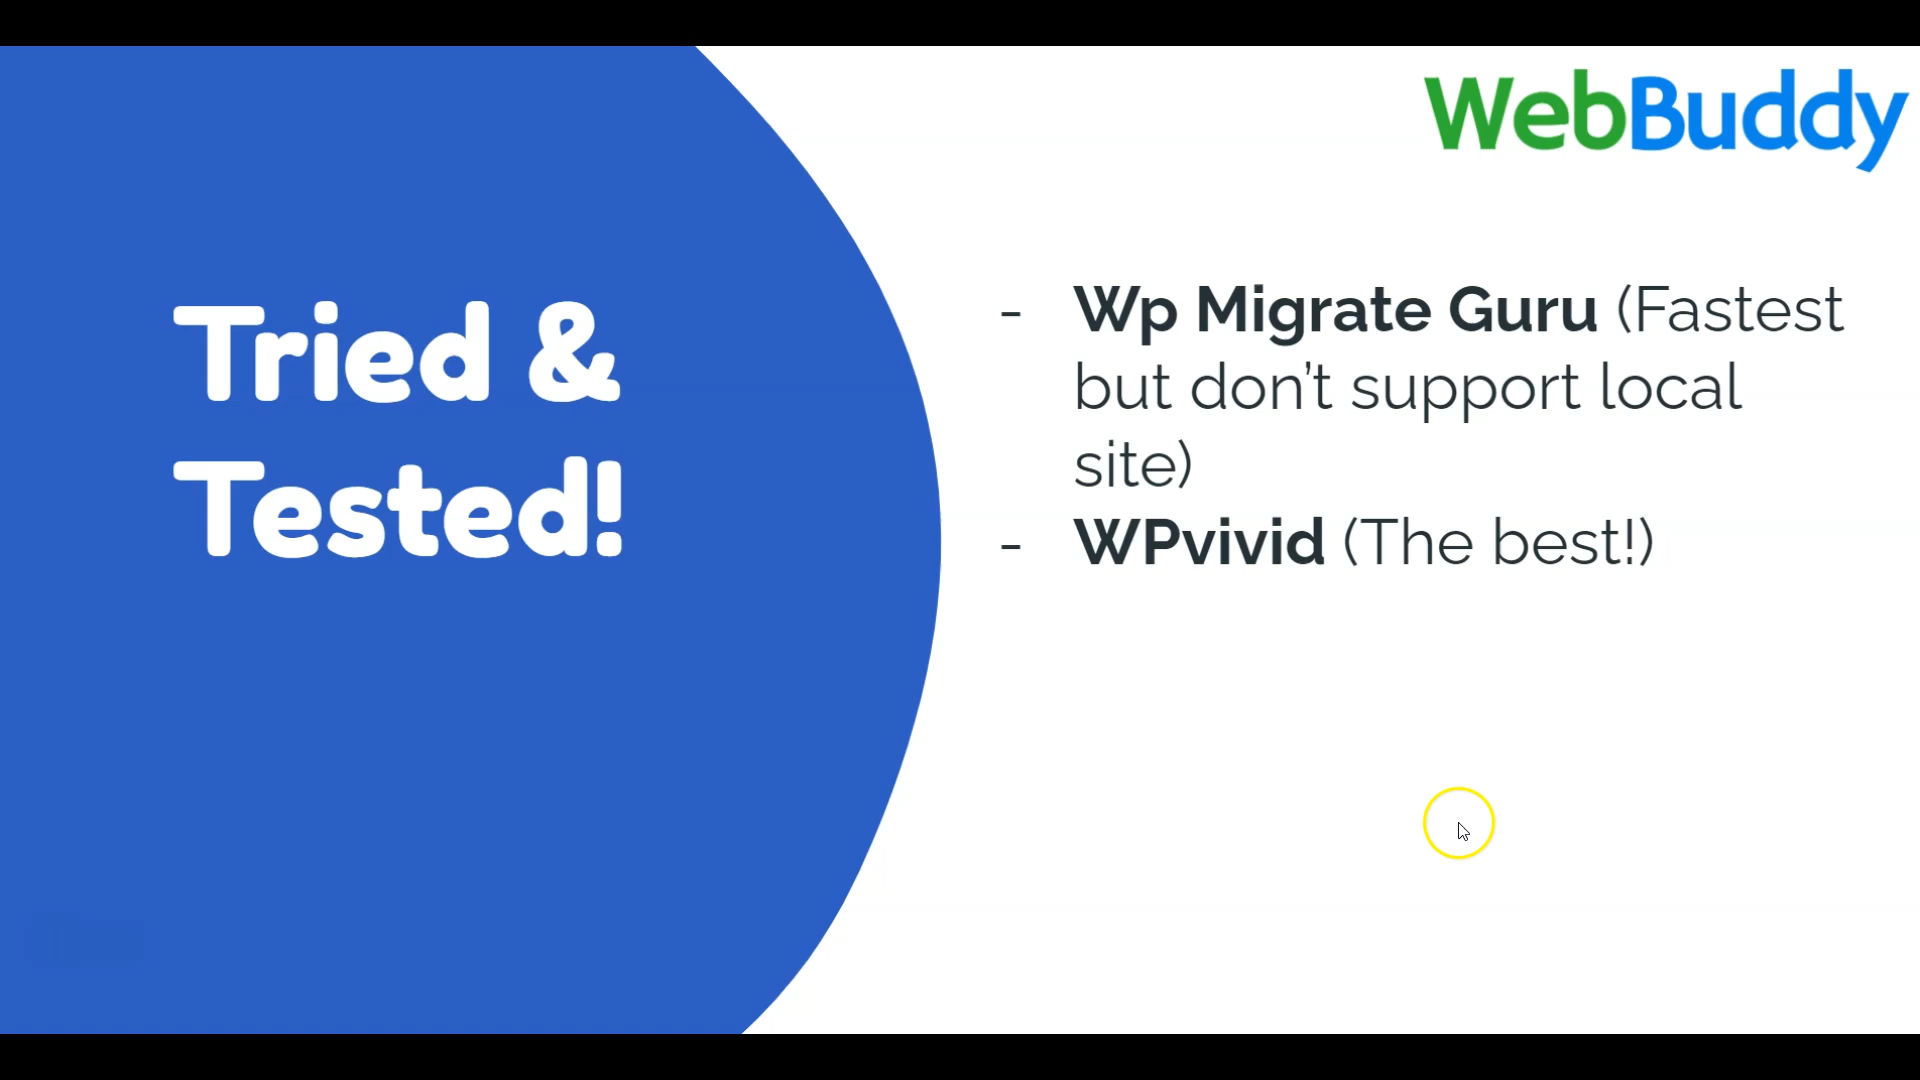 WebBuddy
Tried &
Tested!
- Wp Migrate Guru (Fastest
but don’t support local
site)
- WPvivid (The best!)